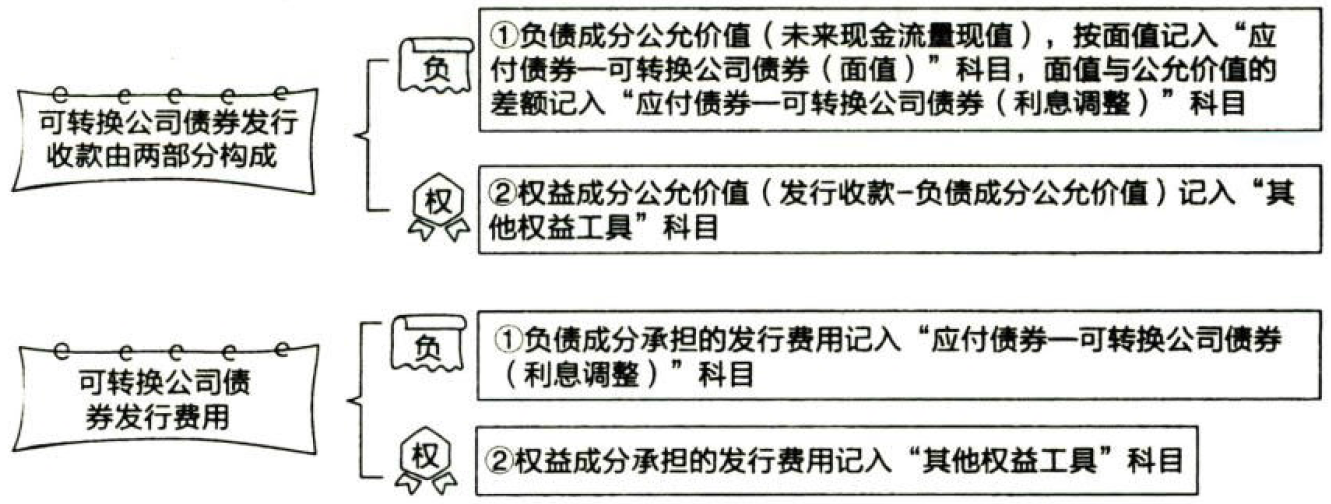 可转换公司债券发行
收款由两部分构成
负
①负债成分公允价值（未来现金流量现值），按面值记入“应
付债券—可转换公司债券（面值）”科目，面值与公允价值的
差额记入“应付债券—可转换公司债券（利息调整）”科目
权
②权益成分公允价值（发行收款-负债成分公允价值）记入“其
他权益工具”科目
可转换公司债
券发行费用
负
①负债成分承担的发行费用记入“应付债券—可转换公司债券
（利息调整）”科目
权
②权益成分承担的发行费用记入“其他权益工具”科目